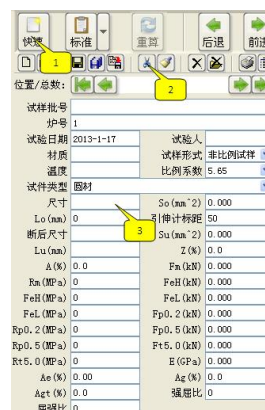 快速 标准 重算 后退 前进
1
2
位置/总数:
试样批号
炉号 1
试验日期 2013-1-17 试验人
材质 试样形式 非比例试样
温度 比例系数 5.65
试件类型 圆材
尺寸 So(mm^2) 0.000
Lo(mm) 0 引伸计标距 50
3
断后尺寸 Su(mm^2) 0.000
Lu(mm) Z(%) 0.0
A(%) 0.0 Fm(kN) 0.000
Rm(MPa) 0 FeH(kN) 0.000
FeH(MPa) 0 FeL(kN) 0.000
FeL(MPa) 0 Fp0.2(kN) 0.000
Rp0.2(MPa) 0 Fp0.5(kN) 0.000
Rp0.5(MPa) 0 Ft5.0(kN) 0.000
Rt5.0(MPa) 0 E(GPa) 0.000
Ae(%) 0.00 Ag(%) 0.0
Agt(%) 0.0 强屈比 0
屈强比 0